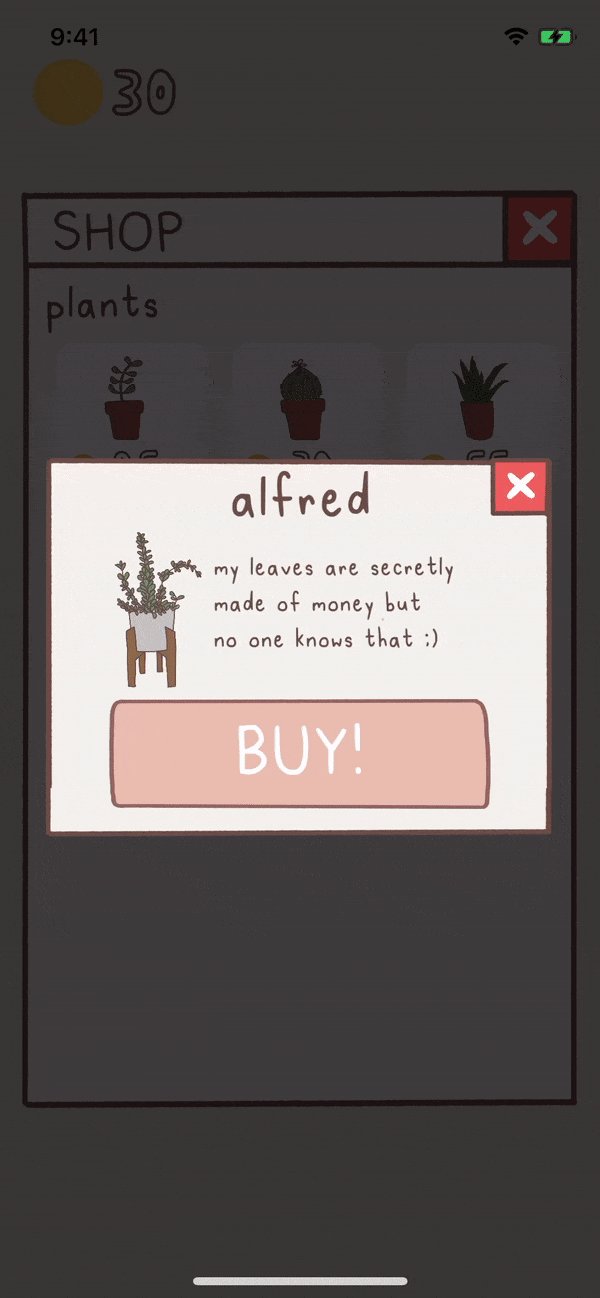 9:41
30
SHOP
plants
alfred
my leaves are secretly
made of money but
no one knows that :)
BUY!